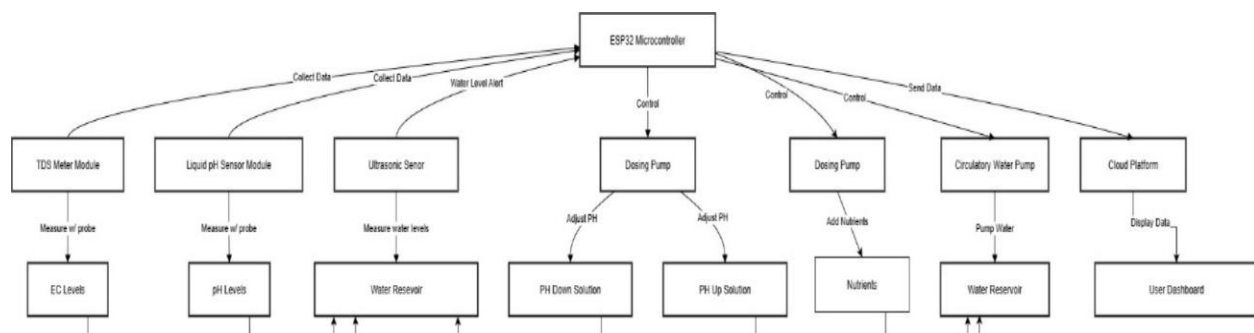 ESP32 Microcontroller
Collect Data
Collect Data
Water Level Alert
Control
Control
Control
Send Data
TDS Meter Module
Liquid pH Sensor Module
Ultrasonic Senor
Dosing Pump
Dosing Pump
Circulatory Water Pump
Cloud Platform
Measure w/ probe
Measure w/ probe
Measure water levels
Adjust PH
Adjust PH
Add Nutrients
Pump Water
Display Data
EC Levels
pH Levels
Water Resevoir
PH Down Solution
PH Up Solution
Nutrients
Water Reservoir
User Dashboard